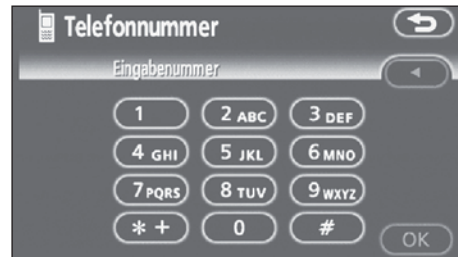 Telefonnummer
Eingabenummer
1 2 ABC 3 DEF
4 GHI 5 JKL 6 MNO
7 PQRS 8 TUV 9 WXYZ
* + 0 #
OK